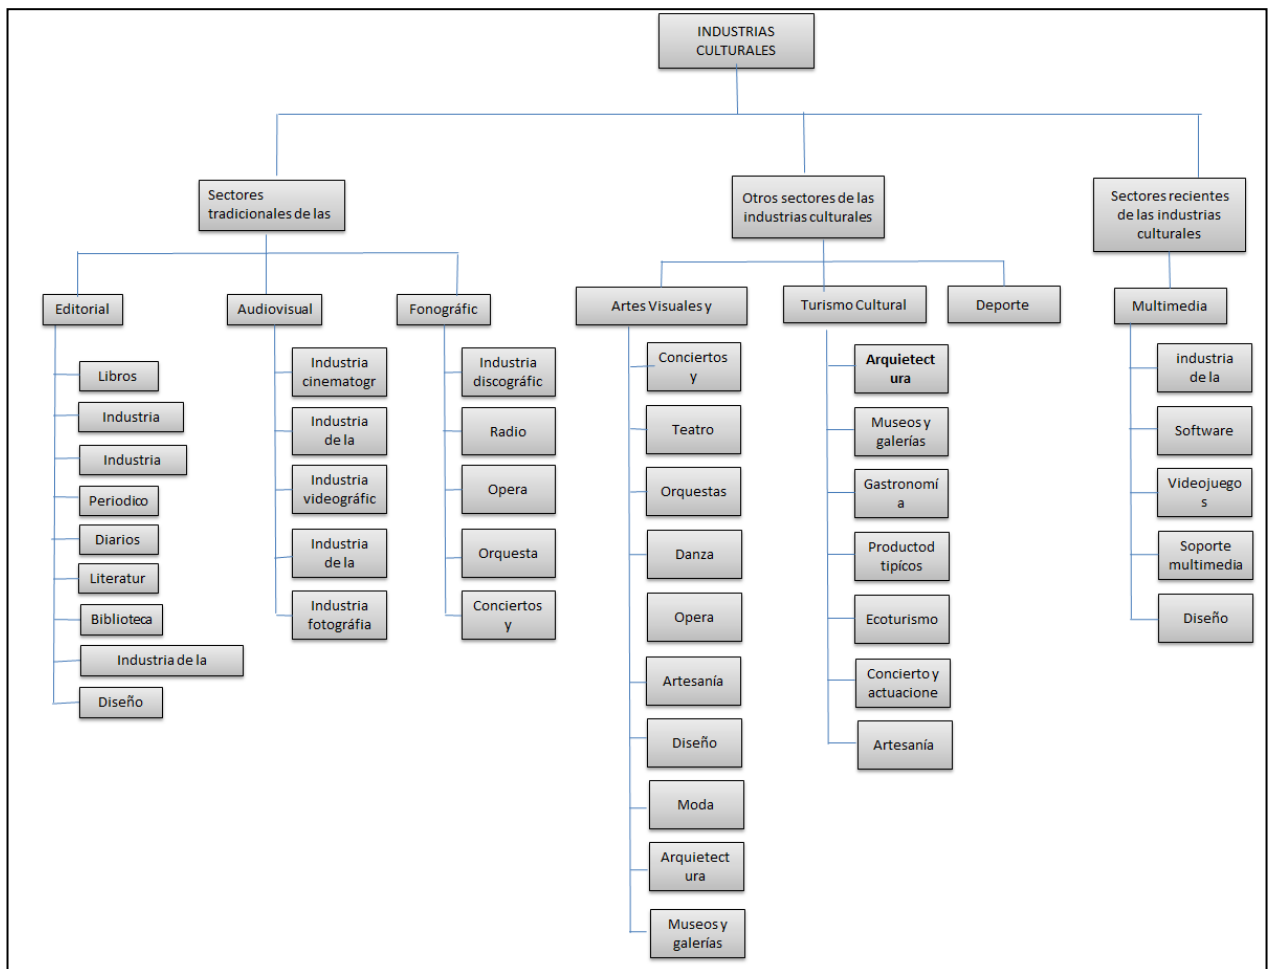 INDUSTRIAS
CULTURALES
Sectores
tradicionales de las
Otros sectores de las
industrias culturales
Sectores recientes
de las industrias
culturales
Editorial
Audiovisual
Fonográfic
Artes Visuales y
Turismo Cultural
Deporte
Multimedia
Libros
Industria
Industria
Periodico
Diarios
Literatur
Biblioteca
Industria de la
Diseño
Industria
cinematogr
Industria
de la
Industria
videográfic
Industria
de la
Industria
fotográfia
Industria
discográfic
Radio
Opera
Orquesta
Conciertos
y
Conciertos
y
Teatro
Orquestas
Danza
Opera
Artesanía
Diseño
Moda
Arquietect
ura
Museos y
galerías
Arquietect
ura
Museos y
galerías
Gastronomí
a
Productod
tipícos
Ecoturismo
Concierto y
actuacione
Artesanía
industria
de la
Software
Videojuego
s
Soporte
multimedia
Diseño